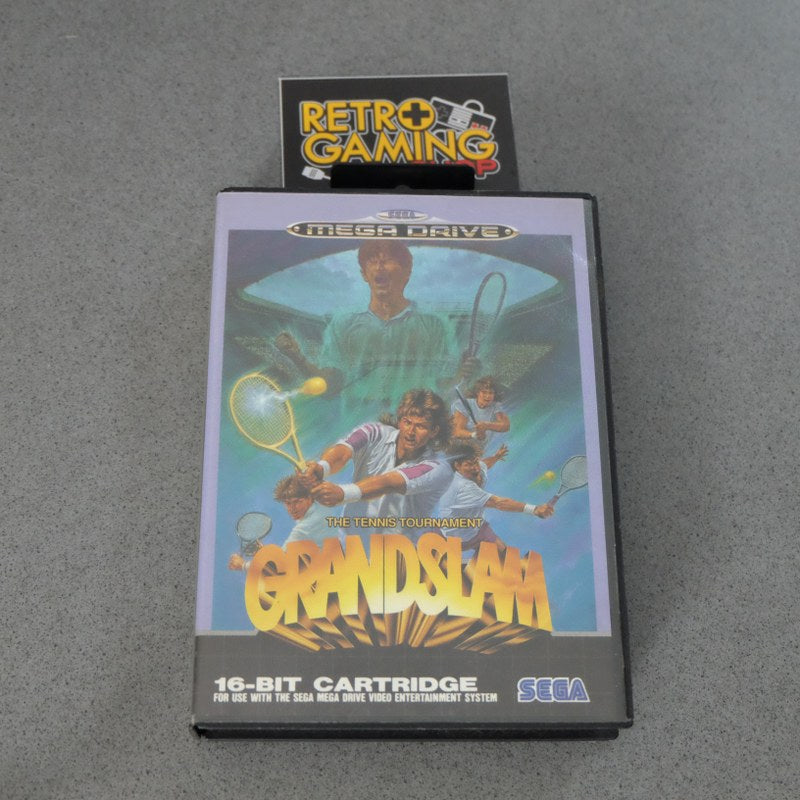 RETRO
GAMING
SHOP
SEGA
MEGA DRIVE
THE TENNIS TOURNAMENT
GRANDSLAM
16-BIT CARTRIDGE
FOR USE WITH THE SEGA MEGA DRIVE VIDEO ENTERTAINMENT SYSTEM
SEGA